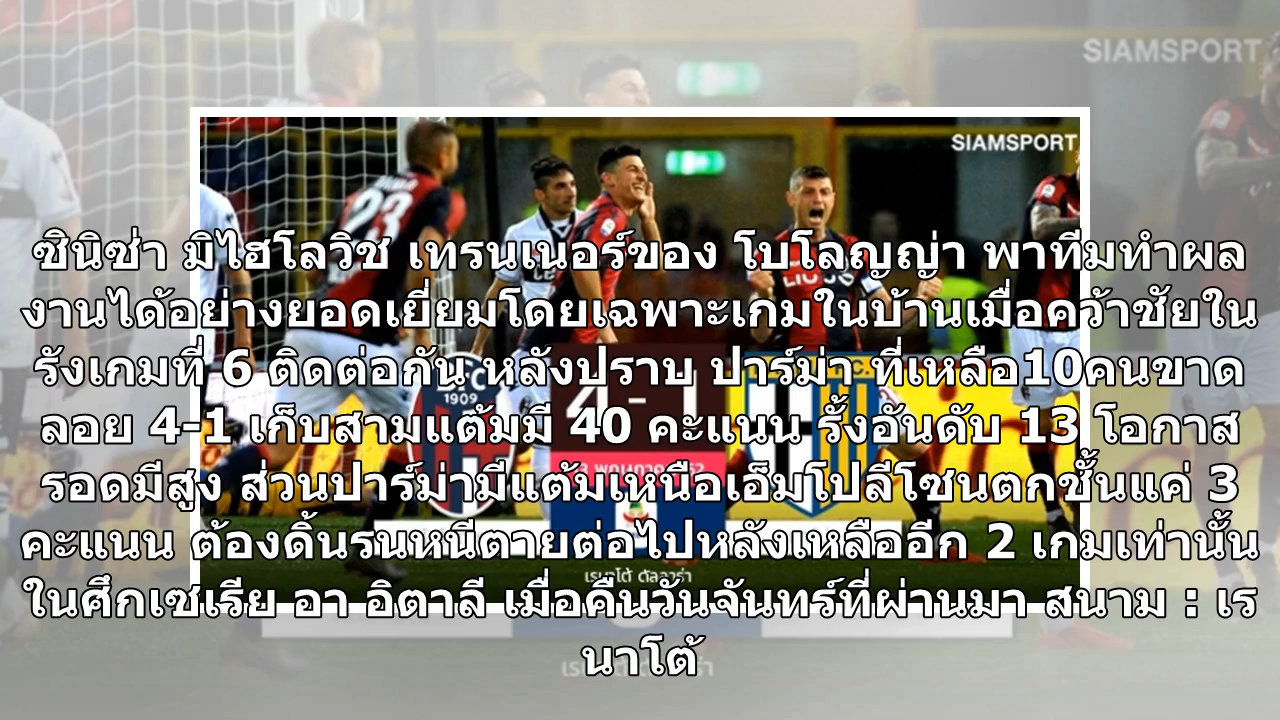 SIAMSPORT
SIAMSPORT
23
ซินิซ่า มิไฮโลวิช เทรนเนอร์ของ โบโลญญ่า พาทีมทำผล
งานได้อย่างยอดเยี่ยมโดยเฉพาะเกมในบ้านเมื่อคว้าชัยใน
รังเกมที่ 6 ติดต่อกัน หลังปราบ ปาร์ม่า ที่เหลือ10คนขาด
1909
ลอย 4-1 เก็บสามแต้มมี 40 คะแนน รั้งอันดับ 13 โอกาส
รอดมีสูง ส่วนปาร์ม่ามีแต้มเหนือเอ็มโปลีโซนตกชั้นแค่ 3
คะแนน ต้องดิ้นรนหนีตายต่อไปหลังเหลืออีก 2 เกมเท่านั้น
เรนาโต้ ดัลอาร่า
ในศึกเซเรีย อา อิตาลี เมื่อคืนวันจันทร์ที่ผ่านมา สนาม : เร
นาโต้